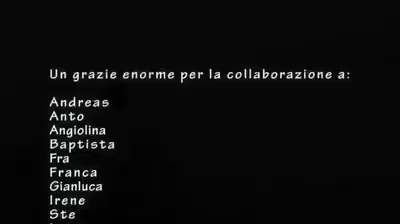 Un grazie enorme per la collaborazione a:
Andreas
Anto
Angiolina
Baptista
Fra
Franca
Gianluca
Irene
Ste